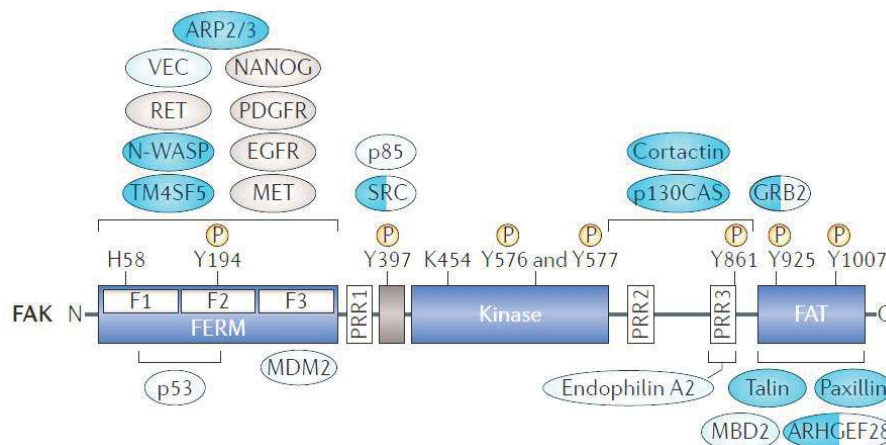 ARP2/3
VEC NANOG
RET PDGFR
N-WASP EGFR p85 Cortactin
TM4SF5 MET SRC p130CAS GRB2
P P P P P P P
H58 Y194 Y397 K454 Y576 and Y577 Y861 Y925 Y1007
FAK N F1 F2 F3 FERM PRR1 Kinase PRR2 PRR3 FAT C
p53 MDM2 Endophilin A2 Talin Paxillin
MBD2 ARHGEF28